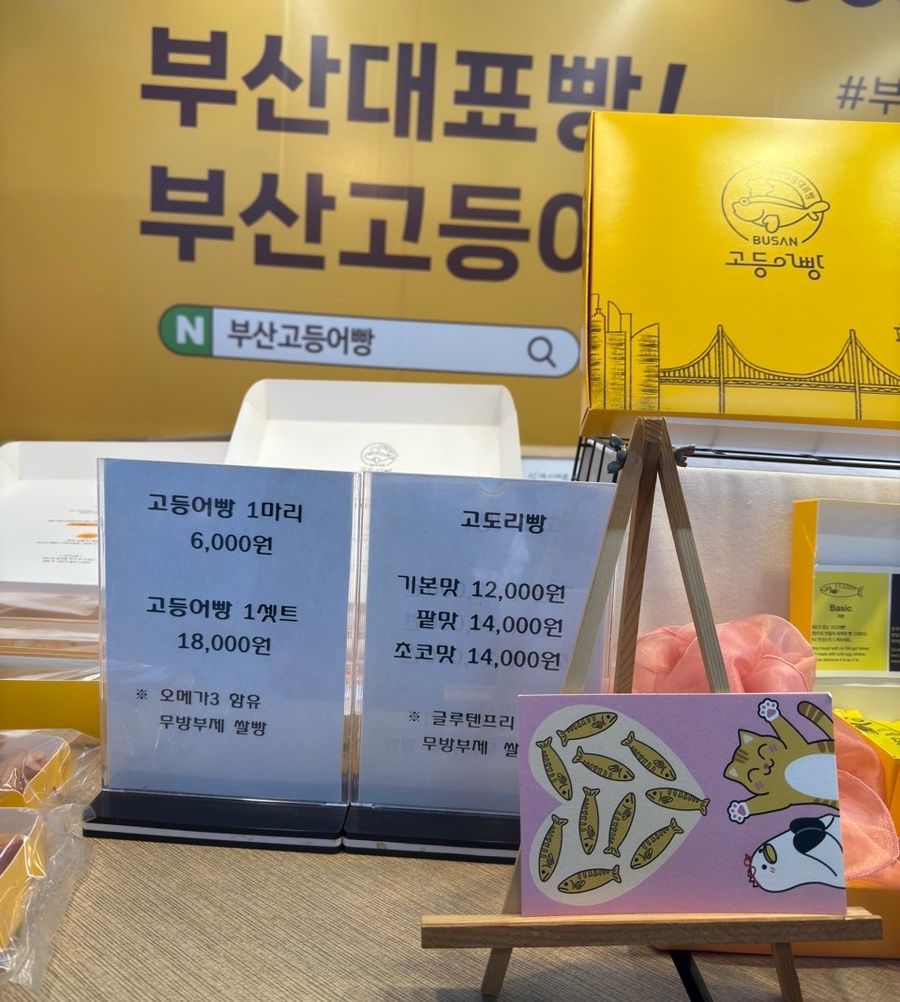 부산대표빵!
#부
부산고등어
N 부산고등어빵
BUSAN
고등어빵
고등어빵 1마리
6,000원
고등어빵 1셋트
18,000원
※ 오메가3 함유
무방부제 쌀빵
고도리빵
기본맛 12,000원
팥맛 14,000원
초코맛 14,000원
※ 글루텐프리
무방부제 쌀
Basic